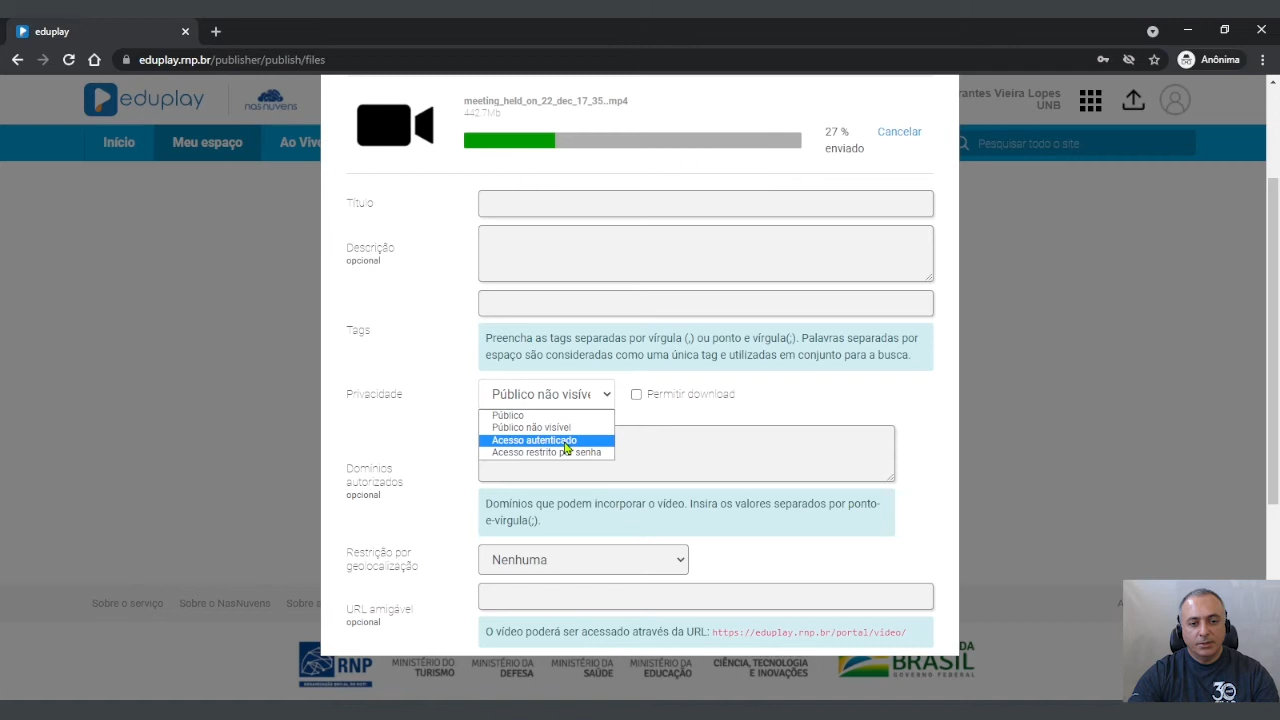 eduplay
eduplay.rnp.br/publisher/publish/files
Anônima
eduplay
nas nuvens
rantes Vieira Lopes
UNB
Início
Meu espaço
Ao Viv
Pesquisar todo o site
meeting_held_on_22_dec_17_35..mp4
442,7Mb
27 %
enviado
Cancelar
Título
Descrição
opcional
Tags
Preencha as tags separadas por vírgula (,) ou ponto e vírgula(;). Palavras separadas por
espaço são consideradas como uma única tag e utilizadas em conjunto para a busca.
Privacidade
Público não visíve
Permitir download
Público
Público não visível
Acesso autenticado
Acesso restrito por senha
Domínios
autorizados
opcional
Domínios que podem incorporar o vídeo. Insira os valores separados por ponto-
e-vírgula(;).
Restrição por
geolocalização
Nenhuma
URL amigável
opcional
O vídeo poderá ser acessado através da URL: https://eduplay.rnp.br/portal/video/
Sobre o serviço
Sobre o NasNuvens
Sobre a
RNP
MINISTÉRIO DO
TURISMO
MINISTÉRIO DA
DEFESA
MINISTÉRIO DA
SAÚDE
MINISTÉRIO DA
EDUCAÇÃO
CIÊNCIA, TECNOLOGIA
E INOVAÇÕES
BRASIL
GOVERNO FEDERAL
30